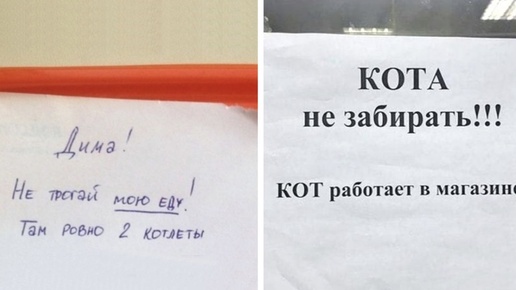 Дима!
Не трогай мою еду!
Там ровно 2 котлеты
КОТА
не забирать!!!
КОТ работает в магазине